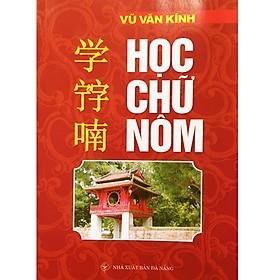 VŨ VĂN KÍNH
学 HỌC
𡨸 CHỮ
喃 NÔM
NHÀ XUẤT BẢN ĐÀ NẴNG